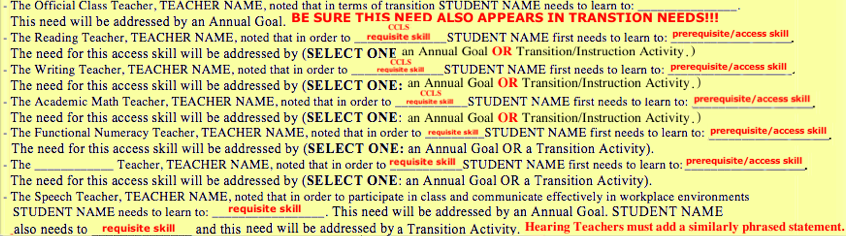 - The Official Class Teacher, TEACHER NAME, noted that in terms of transition STUDENT NAME needs to learn to: _______________.
This need will be addressed by an Annual Goal. BE SURE THIS NEED ALSO APPEARS IN TRANSTION NEEDS!!!
CCLS
- The Reading Teacher, TEACHER NAME, noted that in order to requisite skill STUDENT NAME first needs to learn to: prerequisite/access skill.
The need for this access skill will be addressed by (SELECT ONE an Annual Goal OR Transition/Instruction Activity.)
CCLS
- The Writing Teacher, TEACHER NAME, noted that in order to requisite skill STUDENT NAME first needs to learn to: prerequisite/access skill.
The need for this access skill will be addressed by (SELECT ONE: an Annual Goal OR Transition/Instruction Activity.)
CCLS
- The Academic Math Teacher, TEACHER NAME, noted that in order to requisite skill STUDENT NAME first needs to learn to: prerequisite/access skill.
The need for this access skill will be addressed by (SELECT ONE: an Annual Goal OR Transition/Instruction Activity.)
- The Functional Numeracy Teacher, TEACHER NAME, noted that in order to requisite skill STUDENT NAME first needs to learn to: prerequisite/access skill.
The need for this access skill will be addressed by (SELECT ONE: an Annual Goal OR a Transition Activity).
- The ____________ Teacher, TEACHER NAME, noted that in order to requisite skill STUDENT NAME first needs to learn to: prerequisite/access skill.
The need for this access skill will be addressed by (SELECT ONE: an Annual Goal OR a Transition Activity).
- The Speech Teacher, TEACHER NAME, noted that in order to participate in class and communicate effectively in workplace environments
STUDENT NAME needs to learn to: requisite skill. This need will be addressed by an Annual Goal. STUDENT NAME
also needs to requisite skill and this need will be addressed by a Transition Activity. Hearing Teachers must add a similarly phrased statement.